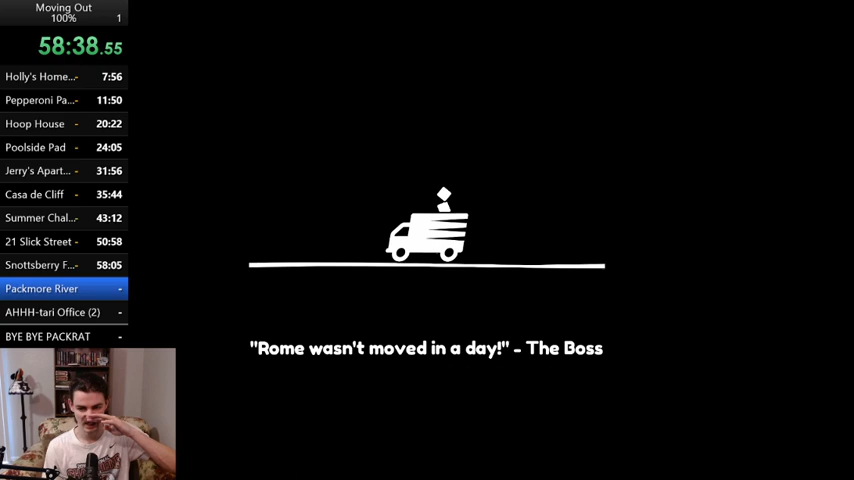 Moving Out
100% 1
58:38.55
Holly's Home...- 7:56
Pepperoni Pa...- 11:50
Hoop House - 20:22
Poolside Pad - 24:05
Jerry's Apart...- 31:56
Casa de Cliff - 35:44
Summer Chal...- 43:12
21 Slick Street - 50:58
Snottsberry F...- 58:05
Packmore River -
AHHH-tari Office (2) -
BYE BYE PACKRAT -
"Rome wasn't moved in a day!" - The Boss